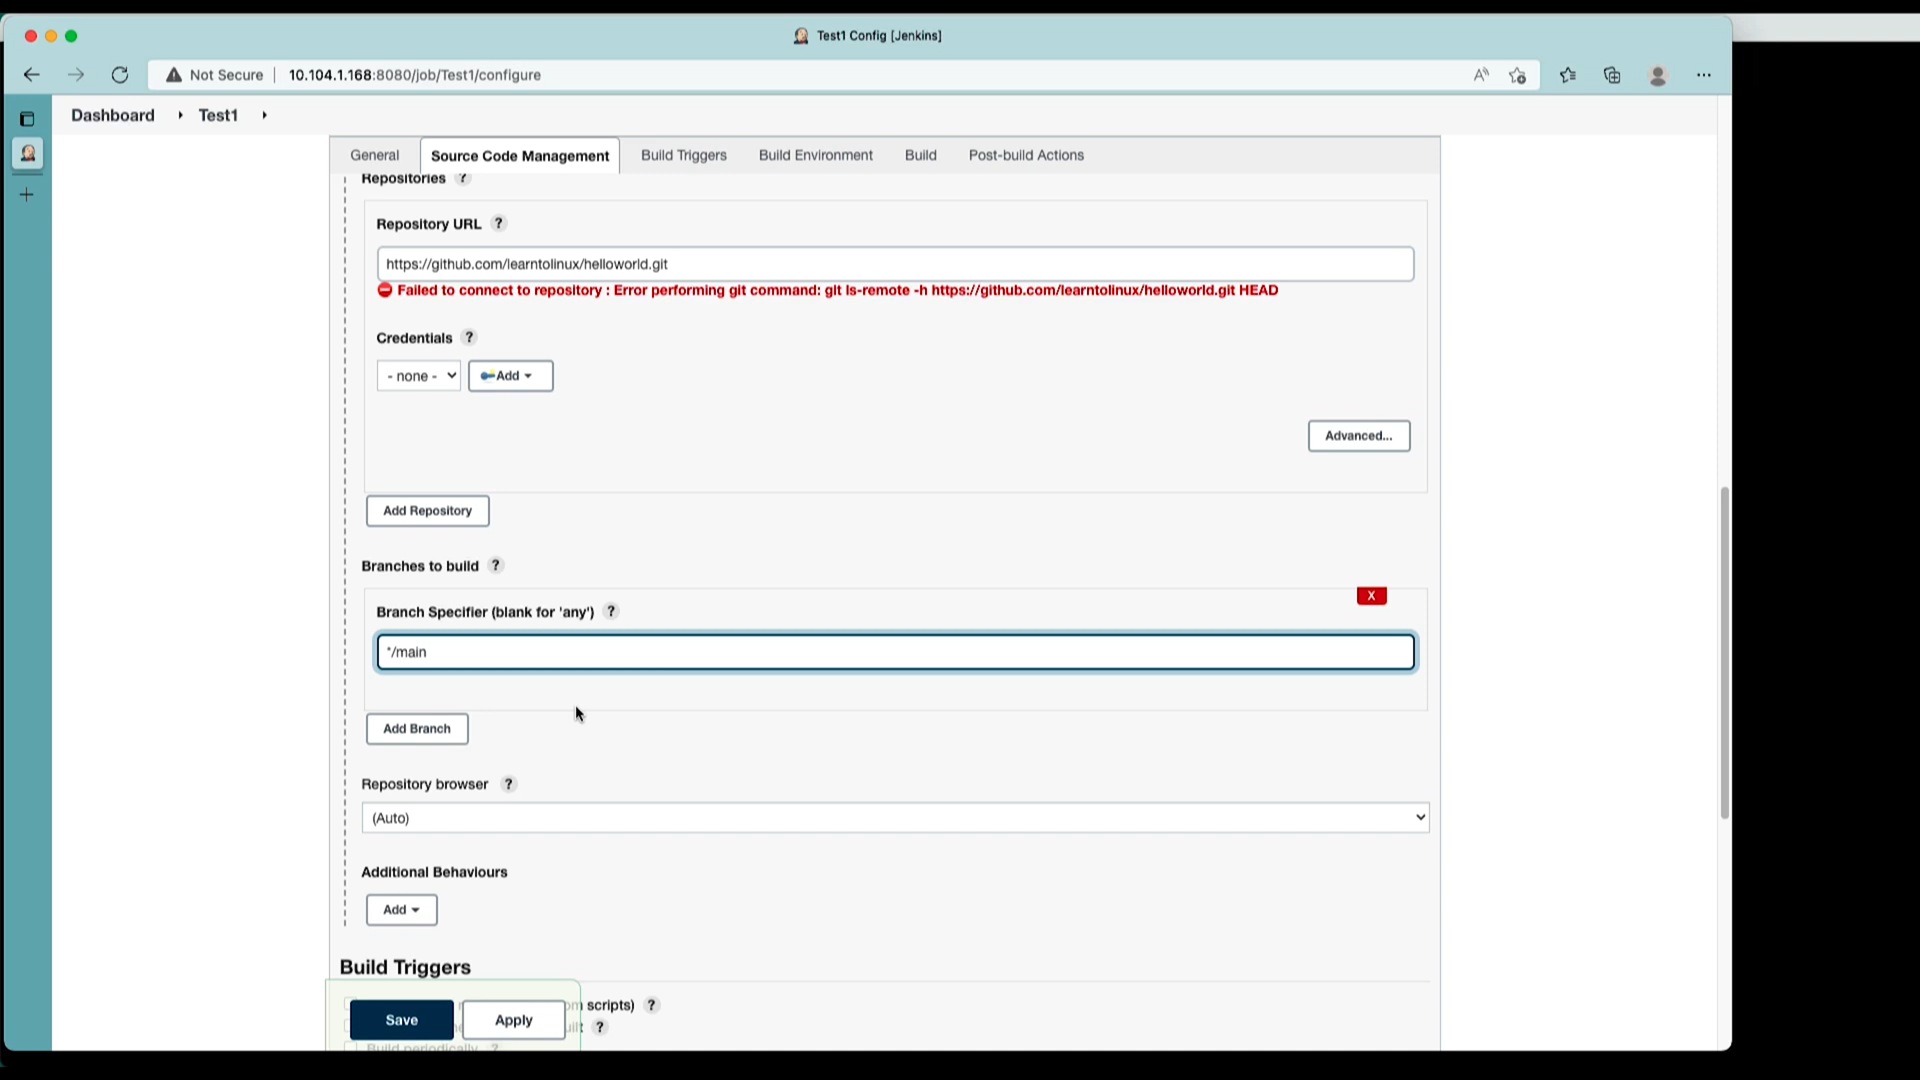 Test1 Config [Jenkins]
Not Secure
10.104.1.168:8080/job/Test1/configure
Dashboard
Test1
General
Source Code Management
Build Triggers
Build Environment
Build
Post-build Actions
Repositories ?
Repository URL ?
https://github.com/learntolinux/helloworld.git
Failed to connect to repository : Error performing git command: git ls-remote -h https://github.com/learntolinux/helloworld.git HEAD
Credentials ?
- none -
Add
Advanced...
Add Repository
Branches to build ?
X
Branch Specifier (blank for 'any') ?
*/main
Add Branch
Repository browser ?
(Auto)
Additional Behaviours
Add
Build Triggers
scripts) ?
?
Save
Apply
Build periodically ?